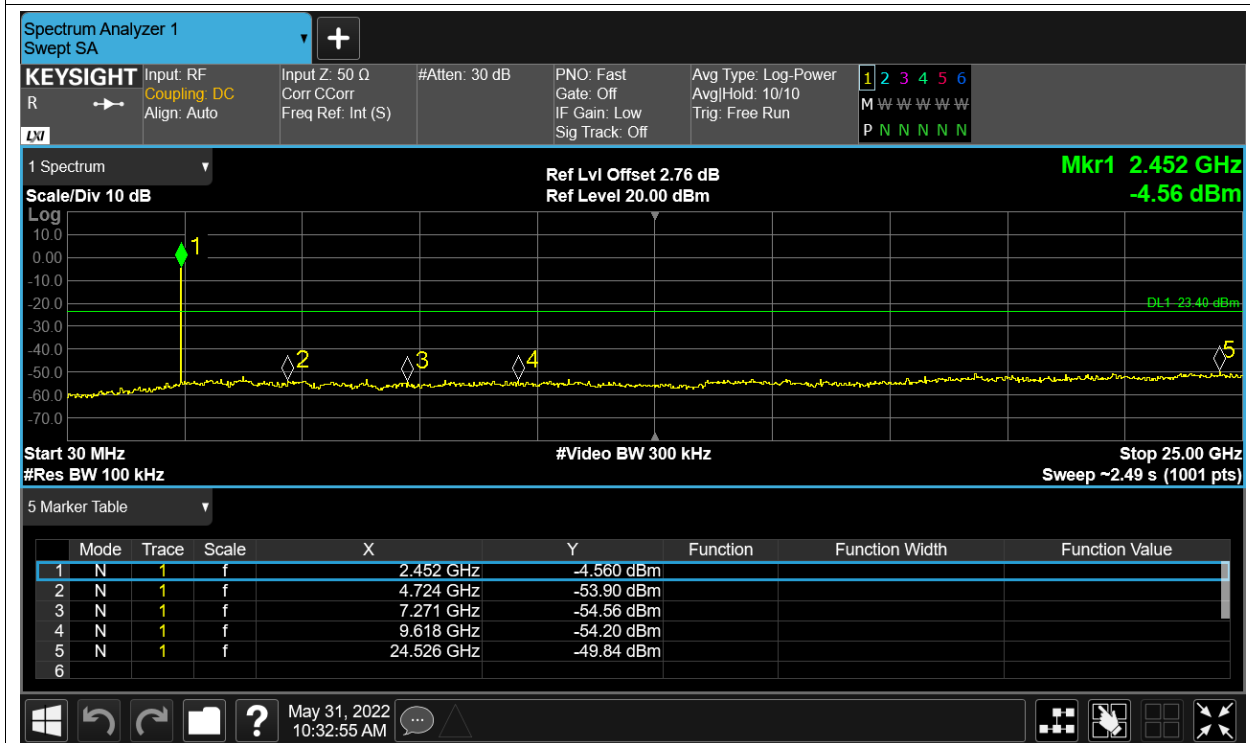 Spectrum Analyzer 1
Swept SA
+
KEYSIGHT Input: RF Input Z: 50 Ω #Atten: 30 dB PNO: Fast Avg Type: Log-Power 1 2 3 4 5 6
R Coupling: DC Corr CCorr Gate: Off Avg|Hold: 10/10 M W W W W W W
Align: Auto Freq Ref: Int (S) IF Gain: Low Trig: Free Run
LXI Sig Track: Off P N N N N N
1 Spectrum Ref Lvl Offset 2.76 dB Mkr1 2.452 GHz
Scale/Div 10 dB Ref Level 20.00 dBm -4.56 dBm
Log
10.0
1
0.00
-10.0
-20.0
DL1 -23.40 dBm
-30.0
-40.0
2 3 4 5
-50.0
-60.0
-70.0
Start 30 MHz #Video BW 300 kHz Stop 25.00 GHz
#Res BW 100 kHz Sweep ~2.49 s (1001 pts)
5 Marker Table
Mode Trace Scale X Y Function Function Width Function Value
1 N 1 f 2.452 GHz -4.560 dBm
2 N 1 f 4.724 GHz -53.90 dBm
3 N 1 f 7.271 GHz -54.56 dBm
4 N 1 f 9.618 GHz -54.20 dBm
5 N 1 f 24.526 GHz -49.84 dBm
6
? May 31, 2022
10:32:55 AM